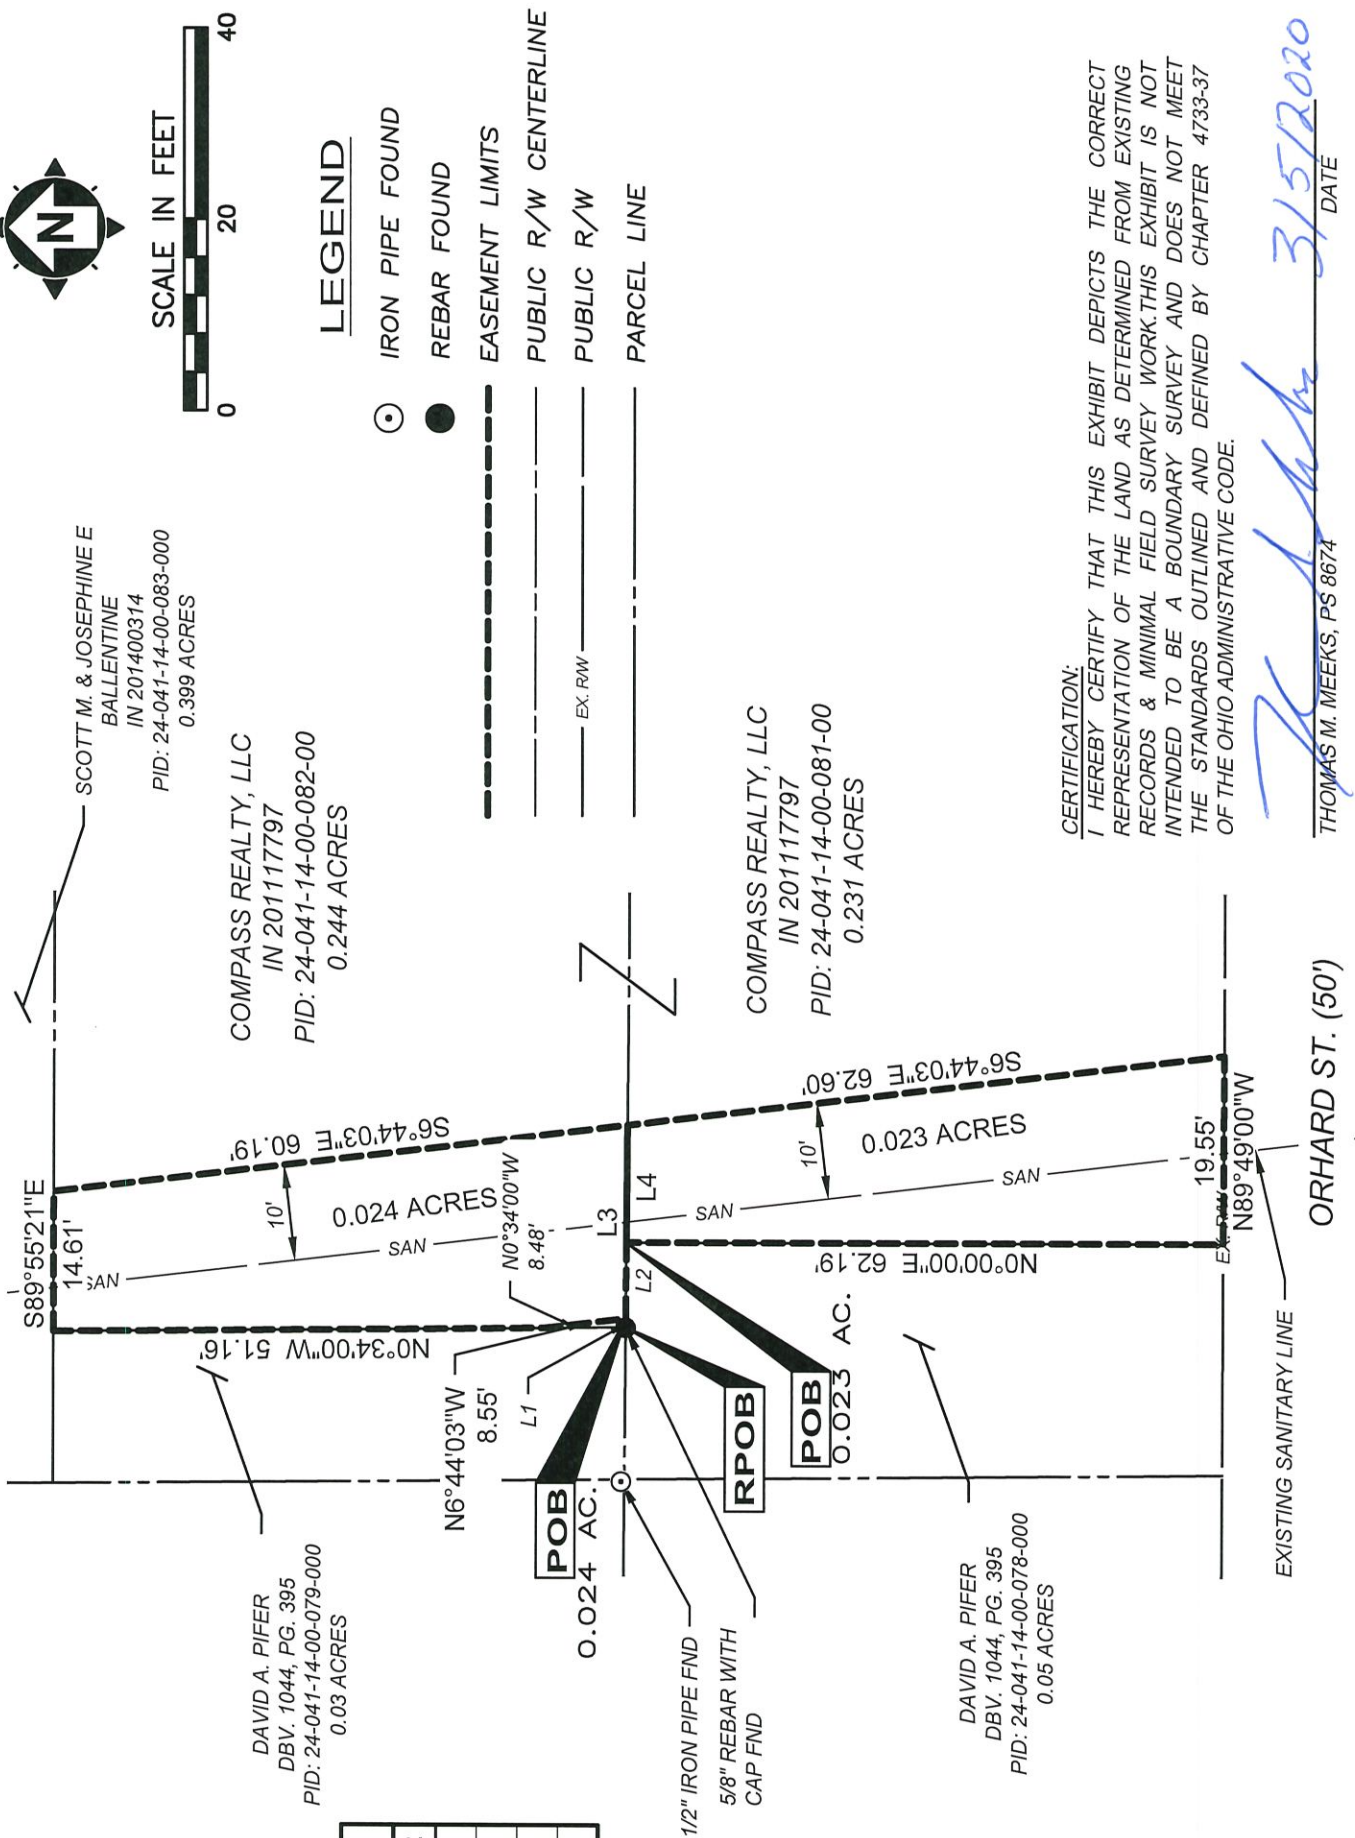 N
SCALE IN FEET
0
20
40
LEGEND
IRON PIPE FOUND
REBAR FOUND
EASEMENT LIMITS
PUBLIC R/W CENTERLINE
EX. R/W
PUBLIC R/W
PARCEL LINE
SCOTT M. & JOSEPHINE E
BALLENTINE
IN 201400314
PID: 24-041-14-00-083-000
0.399 ACRES
COMPASS REALTY, LLC
IN 201117797
PID: 24-041-14-00-082-00
0.244 ACRES
COMPASS REALTY, LLC
IN 201117797
PID: 24-041-14-00-081-00
0.231 ACRES
S89°55'21"E
14.61'
SAN
S6°44'03"E 60.19'
10'
0.024 ACRES
SAN
N0°34'00"W 51.16'
N0°34'00"W
8.48'
N6°44'03"W
8.55'
L1
L2
L3
L4
S6°44'03"E 62.60'
10'
0.023 ACRES
SAN
SAN
N0°00'00"E 62.19'
19.55'
N89°49'00"W
EX. R/W
ORHARD ST. (50')
POB
0.024 AC.
RPOB
POB
0.023 AC.
DAVID A. PIFER
DBV. 1044, PG. 395
PID: 24-041-14-00-079-000
0.03 ACRES
1/2" IRON PIPE FND
5/8" REBAR WITH
CAP FND
DAVID A. PIFER
DBV. 1044, PG. 395
PID: 24-041-14-00-078-000
0.05 ACRES
EXISTING SANITARY LINE
CERTIFICATION:
I HEREBY CERTIFY THAT THIS EXHIBIT DEPICTS THE CORRECT
REPRESENTATION OF THE LAND AS DETERMINED FROM EXISTING
RECORDS & MINIMAL FIELD SURVEY WORK.THIS EXHIBIT IS NOT
INTENDED TO BE A BOUNDARY SURVEY AND DOES NOT MEET
THE STANDARDS OUTLINED AND DEFINED BY CHAPTER 4733-37
OF THE OHIO ADMINISTRATIVE CODE.
3/5/2020
THOMAS M. MEEKS, PS 8674
DATE